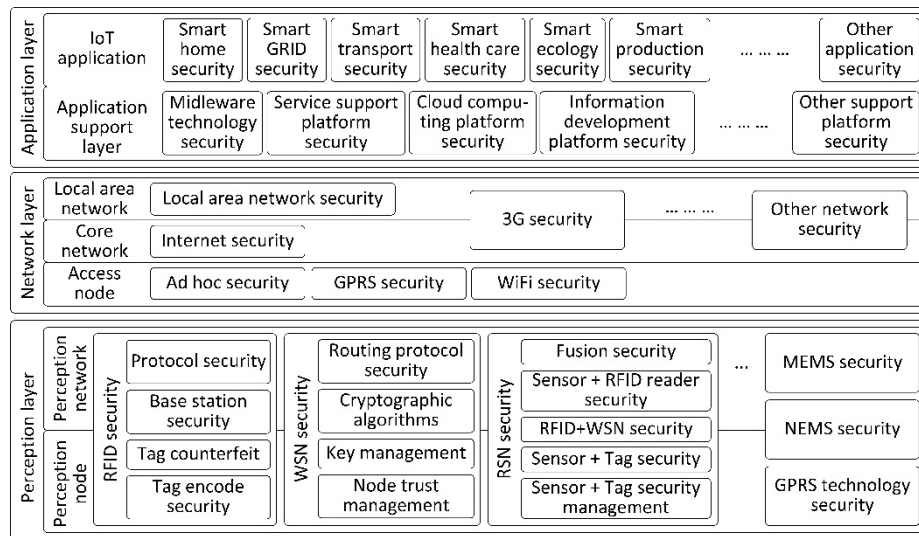 Application layer
IoT
application
Smart
home
security
Smart
GRID
security
Smart
transport
security
Smart
health care
security
Smart
ecology
security
Smart
production
security
... ... ...
Other
application
security
Application
support
layer
Midleware
technology
security
Service support
platform
security
Cloud compu-
ting platform
security
Information
development
platform security
... ... ...
Other support
platform
security
Network layer
Local area
network
Local area network security
3G security
... ... ...
Other network
security
Core
network
Internet security
Access
node
Ad hoc security
GPRS security
WiFi security
Perception layer
Perception
network
Perception
node
RFID security
Protocol security
Base station
security
Tag counterfeit
Tag encode
security
WSN security
Routing protocol
security
Cryptographic
algorithms
Key management
Node trust
management
RSN security
Fusion security
Sensor + RFID reader
security
RFID+WSN security
Sensor + Tag security
Sensor + Tag security
management
...
MEMS security
NEMS security
GPRS technology
security